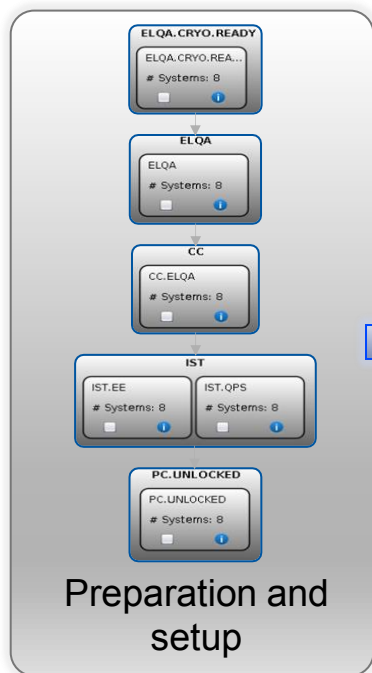 ELQA.CRYO.READY
ELQA.CRYO.REA...
# Systems: 8
i
ELQA
ELQA
# Systems: 8
i
CC
CC.ELQA
# Systems: 8
i
IST
IST.EE IST.QPS
# Systems: 8 # Systems: 8
i i
PC.UNLOCKED
PC.UNLOCKED
# Systems: 8
i
Preparation and
setup